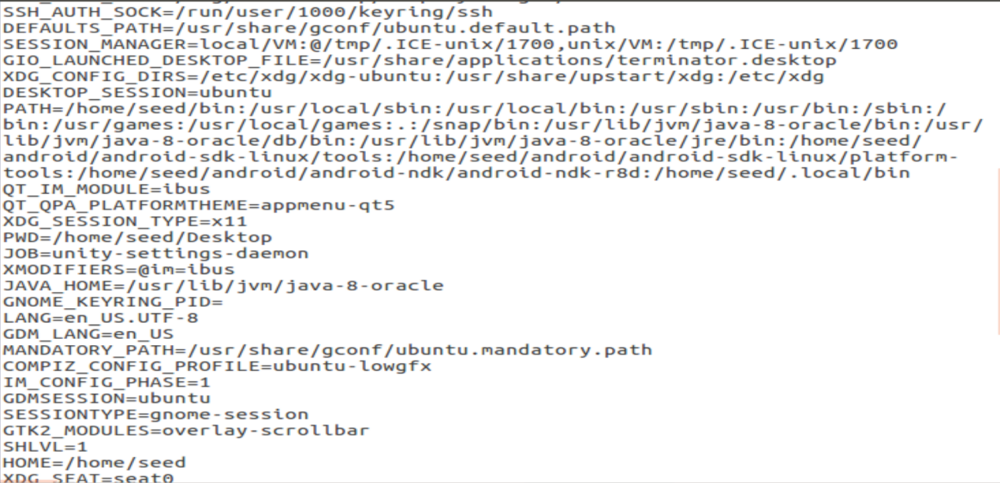 SSH_AUTH_SOCK=/run/user/1000/keyring/ssh
DEFAULTS_PATH=/usr/share/gconf/ubuntu.default.path
SESSION_MANAGER=local/VM:@/tmp/.ICE-unix/1700,unix/VM:/tmp/.ICE-unix/1700
GIO_LAUNCHED_DESKTOP_FILE=/usr/share/applications/terminator.desktop
XDG_CONFIG_DIRS=/etc/xdg/xdg-ubuntu:/usr/share/upstart/xdg:/etc/xdg
DESKTOP_SESSION=ubuntu
PATH=/home/seed/bin:/usr/local/sbin:/usr/local/bin:/usr/sbin:/usr/bin:/sbin:/
bin:/usr/games:/usr/local/games:.:/snap/bin:/usr/lib/jvm/java-8-oracle/bin:/usr/
lib/jvm/java-8-oracle/db/bin:/usr/lib/jvm/java-8-oracle/jre/bin:/home/seed/
android/android-sdk-linux/tools:/home/seed/android/android-sdk-linux/platform-
tools:/home/seed/android/android-ndk/android-ndk-r8d:/home/seed/.local/bin
QT_IM_MODULE=ibus
QT_QPA_PLATFORMTHEME=appmenu-qt5
XDG_SESSION_TYPE=x11
PWD=/home/seed/Desktop
JOB=unity-settings-daemon
XMODIFIERS=@im=ibus
JAVA_HOME=/usr/lib/jvm/java-8-oracle
GNOME_KEYRING_PID=
LANG=en_US.UTF-8
GDM_LANG=en_US
MANDATORY_PATH=/usr/share/gconf/ubuntu.mandatory.path
COMPIZ_CONFIG_PROFILE=ubuntu-lowgfx
IM_CONFIG_PHASE=1
GDMSESSION=ubuntu
SESSIONTYPE=gnome-session
GTK2_MODULES=overlay-scrollbar
SHLVL=1
HOME=/home/seed
XDG_SEAT=seat0